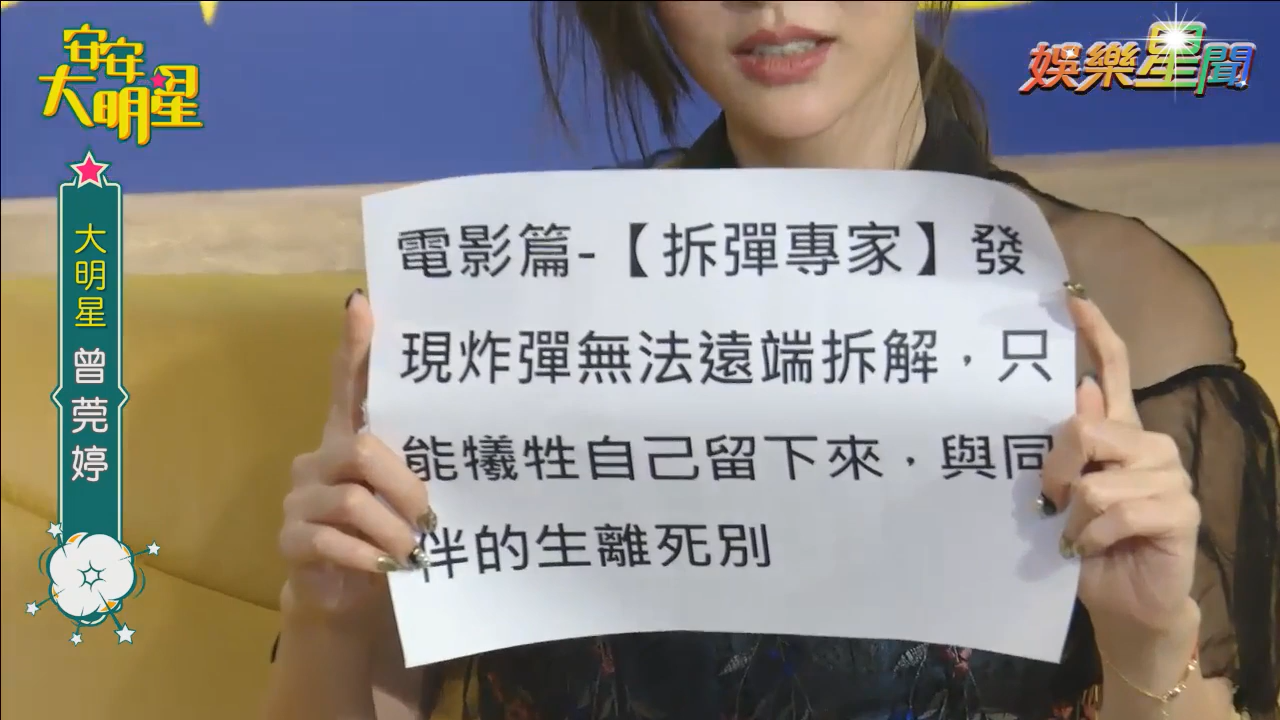 安安
大明星
娛樂星聞
大明星 曾莞婷
電影篇-【拆彈專家】發
現炸彈無法遠端拆解，只
能犧牲自己留下來，與同
伴的生離死別